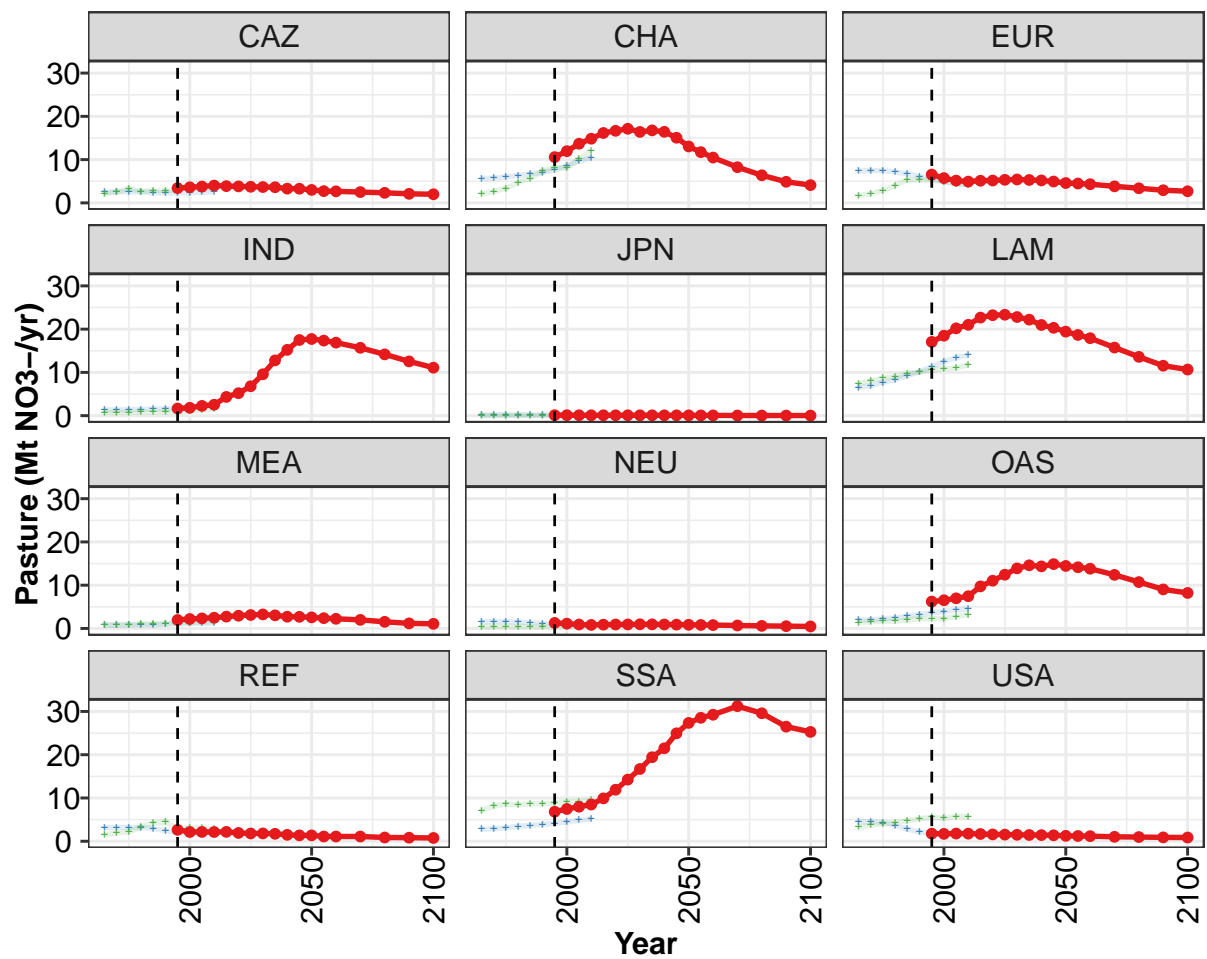 CAZ CHA EUR
30
20
10
0
IND JPN LAM
30
20
10
0
MEA NEU OAS
30
20
10
0
REF SSA USA
30
20
10
0
2000 2050 2100 2000 2050 2100 2000 2050 2100
Year
Pasture (Mt NO3−/yr)